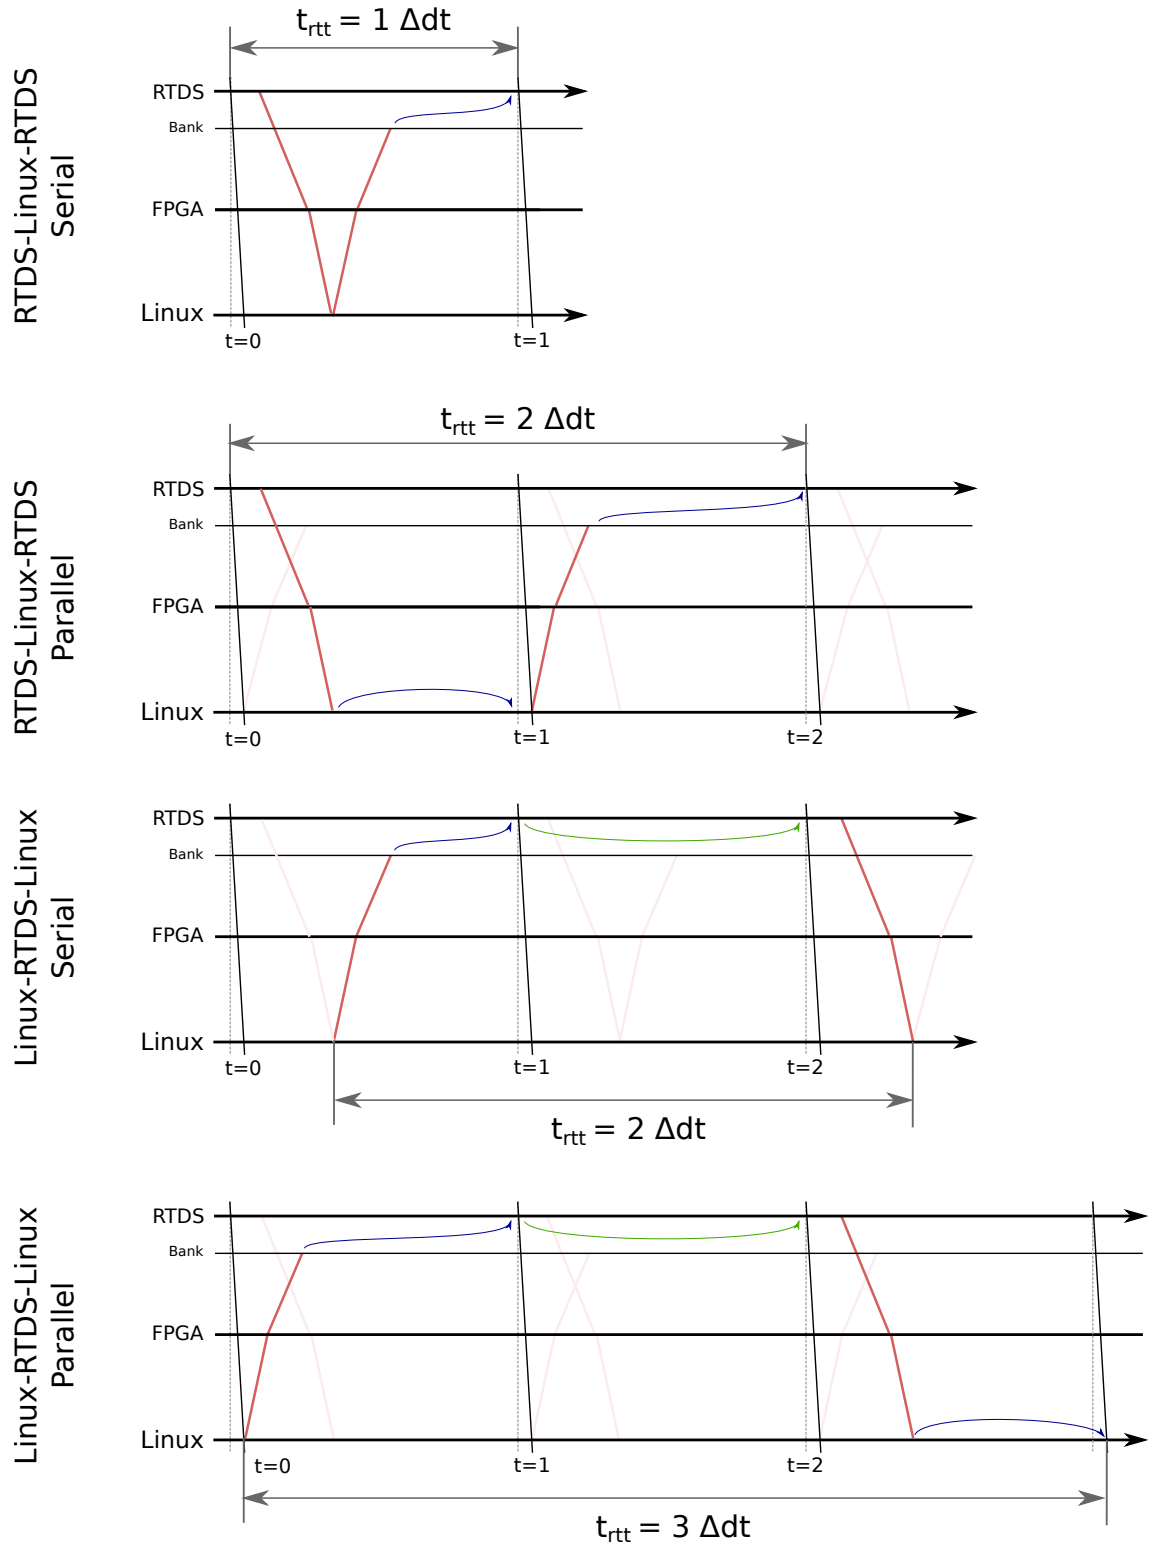 t_rtt = 1 Δdt
RTDS-Linux-RTDS
Serial
RTDS
Bank
FPGA
Linux
t=0
t=1
t_rtt = 2 Δdt
RTDS-Linux-RTDS
Parallel
RTDS
Bank
FPGA
Linux
t=0
t=1
t=2
Linux-RTDS-Linux
Serial
RTDS
Bank
FPGA
Linux
t=0
t=1
t=2
t_rtt = 2 Δdt
Linux-RTDS-Linux
Parallel
RTDS
Bank
FPGA
Linux
t=0
t=1
t=2
t_rtt = 3 Δdt